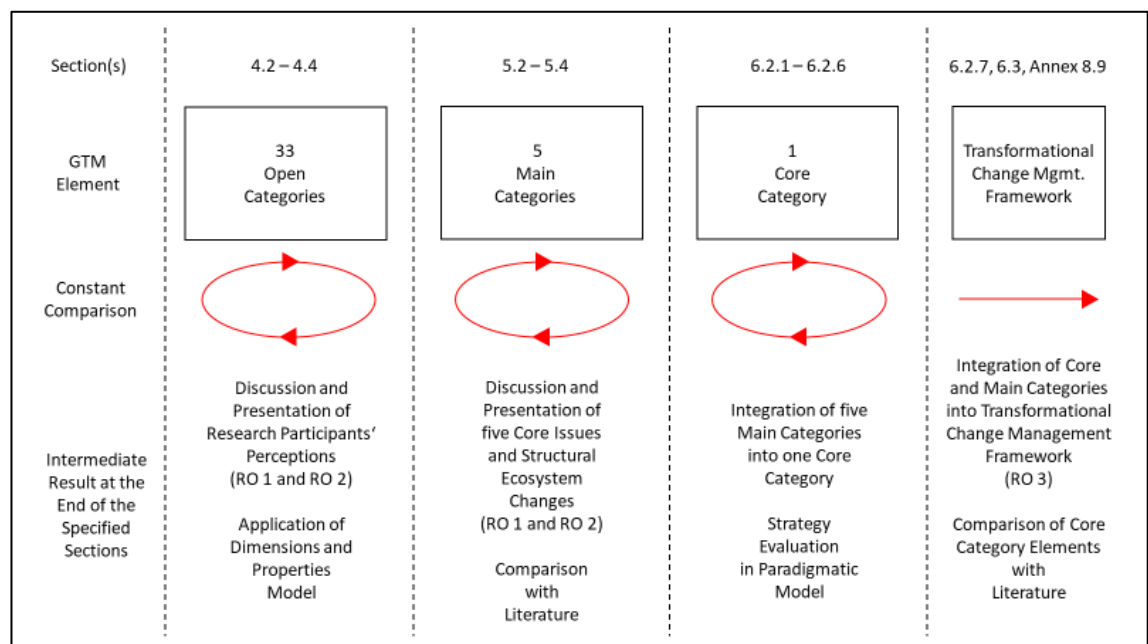 Section(s)
4.2 – 4.4
5.2 – 5.4
6.2.1 – 6.2.6
6.2.7, 6.3, Annex 8.9
GTM
Element
33
Open
Categories
5
Main
Categories
1
Core
Category
Transformational
Change Mgmt.
Framework
Constant
Comparison
Intermediate
Result at the
End of the
Specified
Sections
Discussion and
Presentation of
Research Participants‘
Perceptions
(RO 1 and RO 2)
Application of
Dimensions and
Properties
Model
Discussion and
Presentation of
five Core Issues
and Structural
Ecosystem
Changes
(RO 1 and RO 2)
Comparison
with
Literature
Integration of five
Main Categories
into one Core
Category
Strategy
Evaluation
in Paradigmatic
Model
Integration of Core
and Main Categories
into Transformational
Change Management
Framework
(RO 3)
Comparison of Core
Category Elements
with
Literature